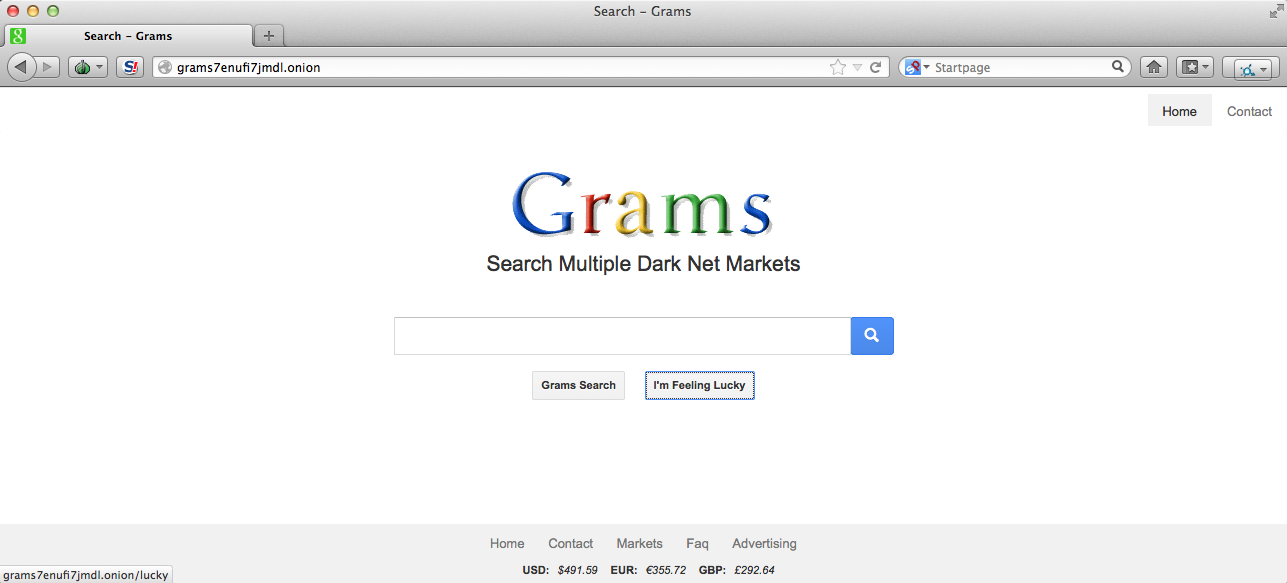 Search – Grams
Search – Grams
S!
grams7enufi7jmdl.onion
Startpage
Home Contact
Grams
Search Multiple Dark Net Markets
Grams Search I'm Feeling Lucky
Home Contact Markets Faq Advertising
USD: $491.59 EUR: €355.72 GBP: £292.64
grams7enufi7jmdl.onion/lucky